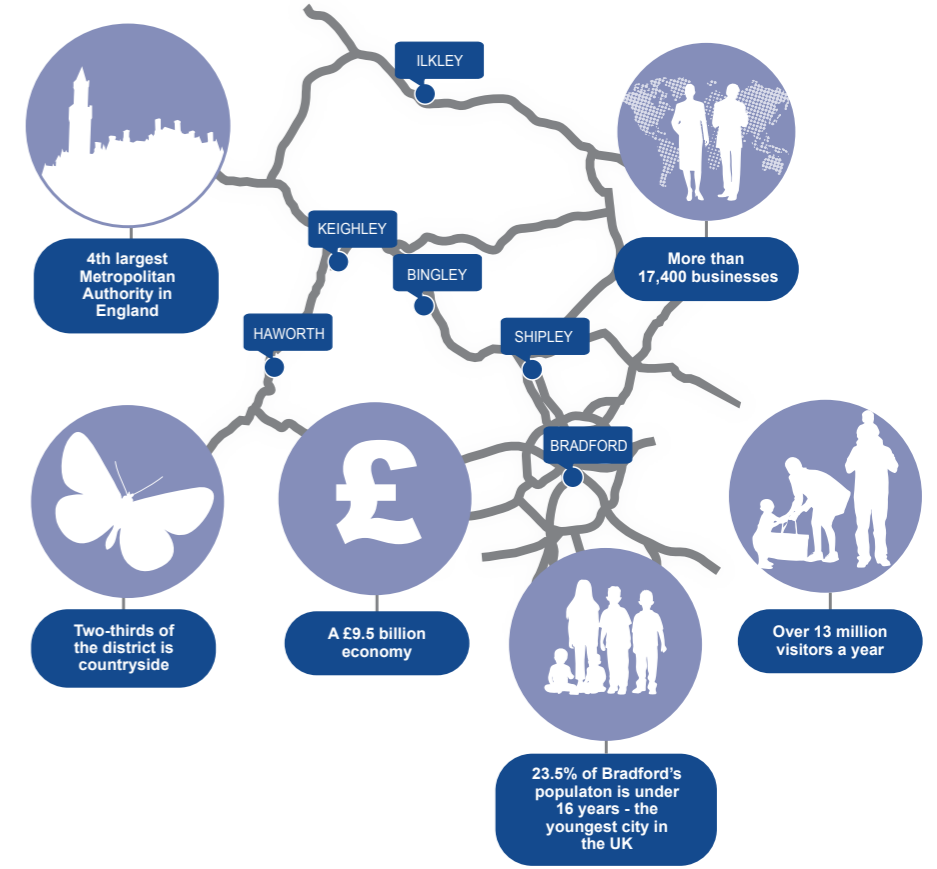 ILKLEY
KEIGHLEY
BINGLEY
HAWORTH
SHIPLEY
BRADFORD
4th largest
Metropolitan
Authority in
England
More than
17,400 businesses
Two-thirds of
the district is
countryside
A £9.5 billion
economy
Over 13 million
visitors a year
23.5% of Bradford's
populaton is under
16 years - the
youngest city in
the UK
£